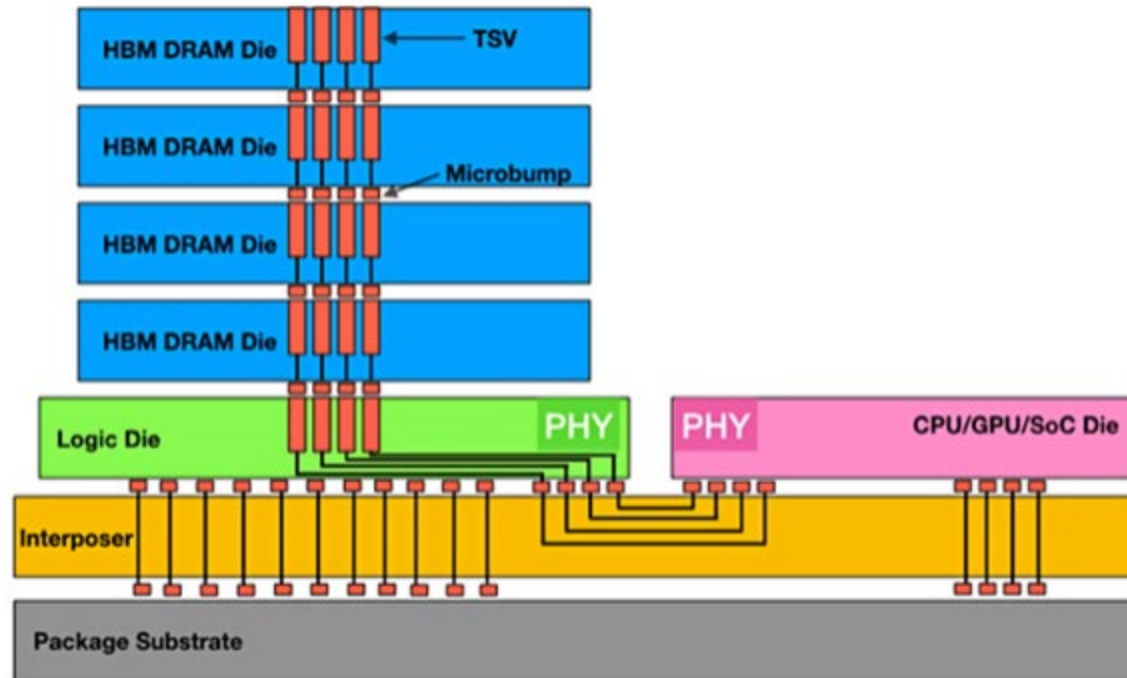 HBM DRAM Die
TSV
HBM DRAM Die
Microbump
HBM DRAM Die
HBM DRAM Die
Logic Die
PHY
PHY
CPU/GPU/SoC Die
Interposer
Package Substrate